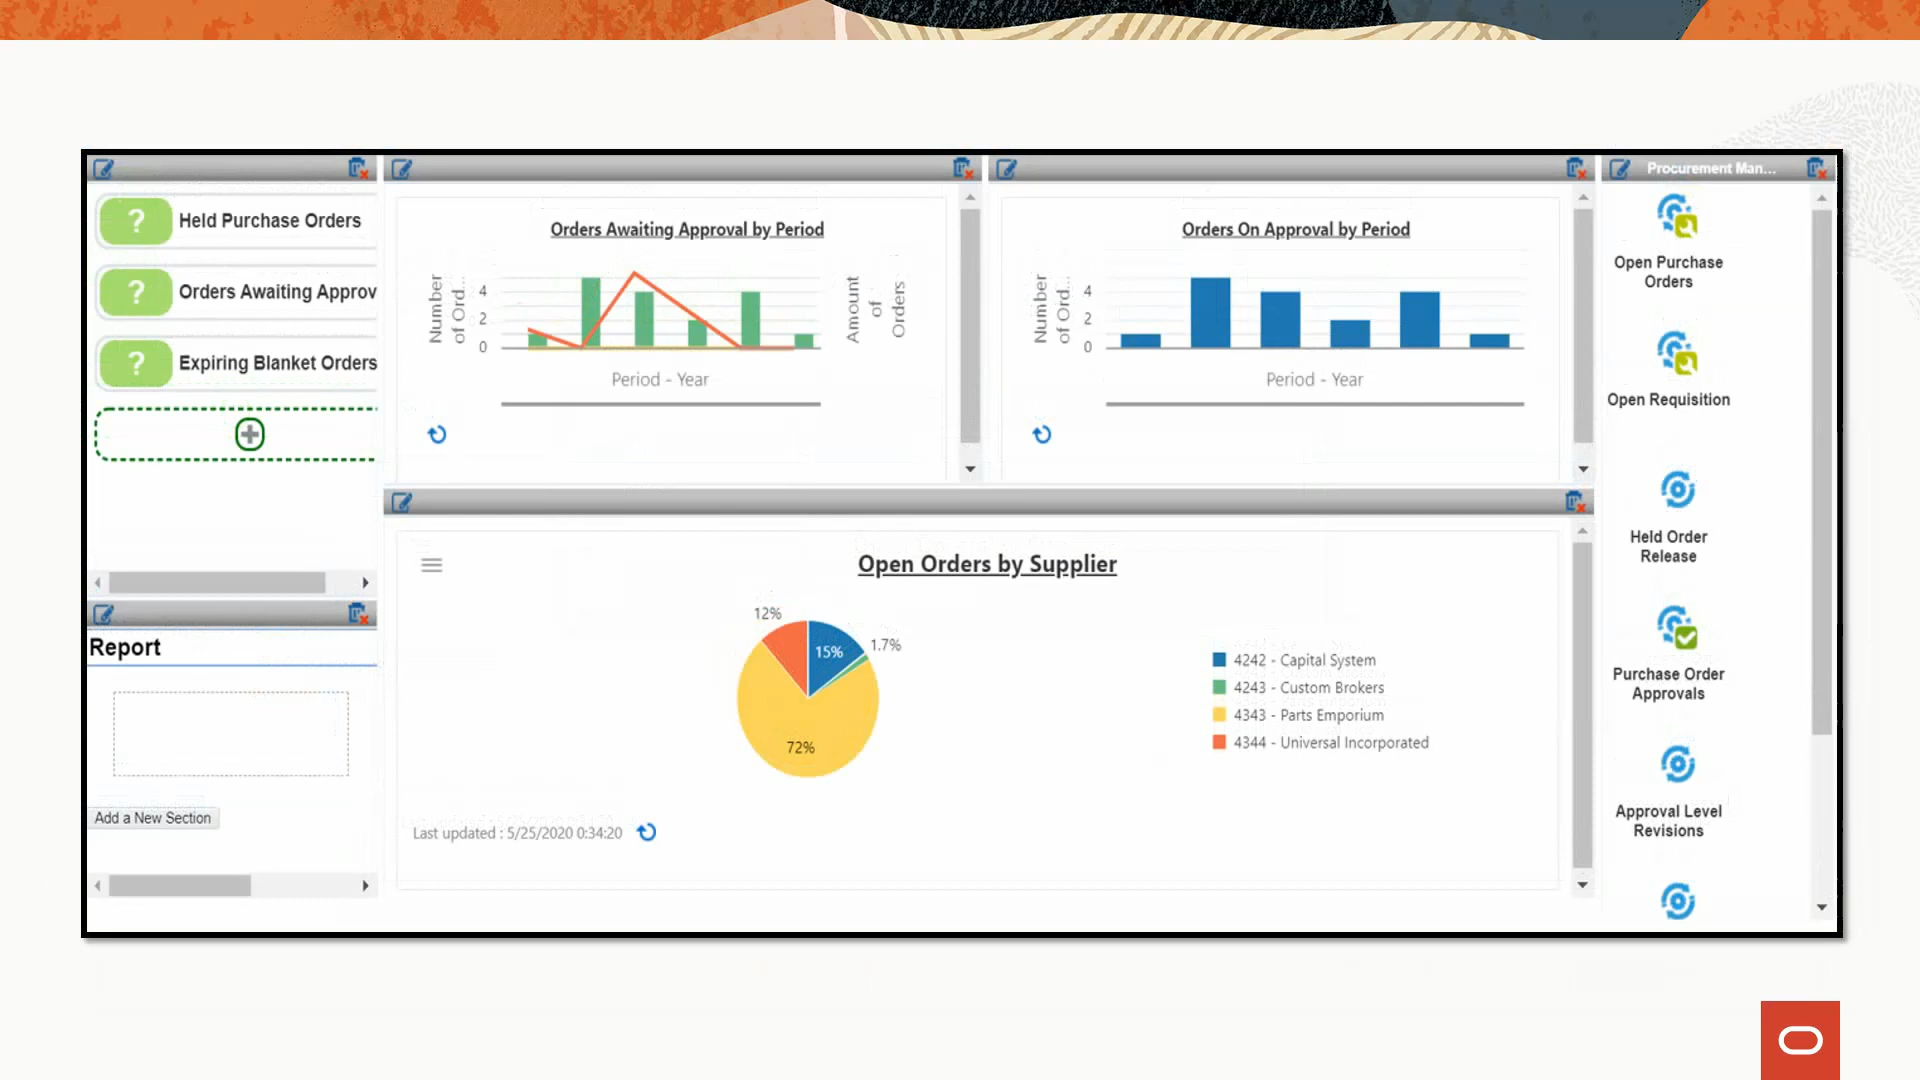 Held Purchase Orders
Orders Awaiting Approv
Expiring Blanket Orders
Report
Add a New Section
Orders Awaiting Approval by Period
Number
of Ord...
4
2
0
Amount
of
Orders
Period - Year
Orders On Approval by Period
Number
of Ord...
4
2
0
Period - Year
Open Orders by Supplier
12%
15%
1.7%
72%
4242 - Capital System
4243 - Custom Brokers
4343 - Parts Emporium
4344 - Universal Incorporated
Last updated : 5/25/2020 0:34:20
Procurement Man...
Open Purchase
Orders
Open Requisition
Held Order
Release
Purchase Order
Approvals
Approval Level
Revisions